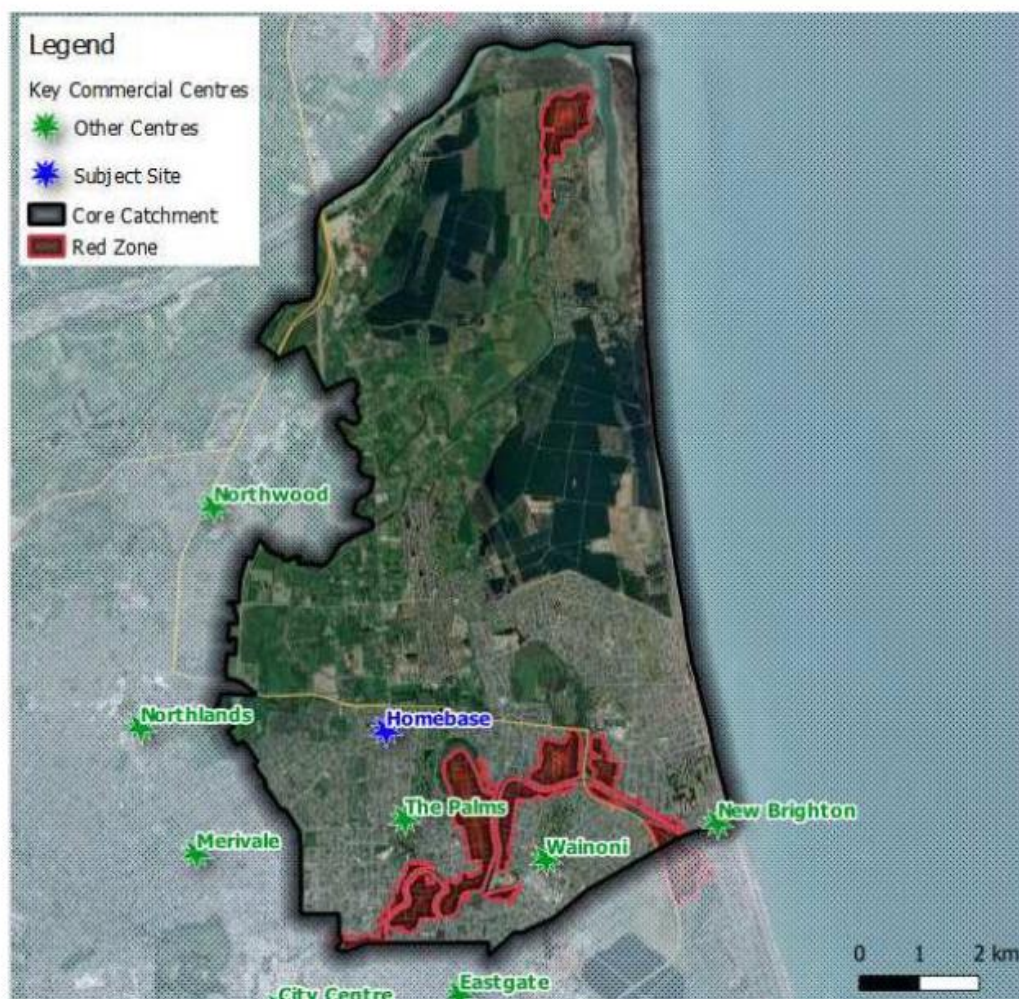 Legend
Key Commercial Centres
Other Centres
Subject Site
Core Catchment
Red Zone
Northwood
Northlands
Homebase
The Palms
New Brighton
Merivale
Wainoni
0 1 2 km
Eastgate
City Centre